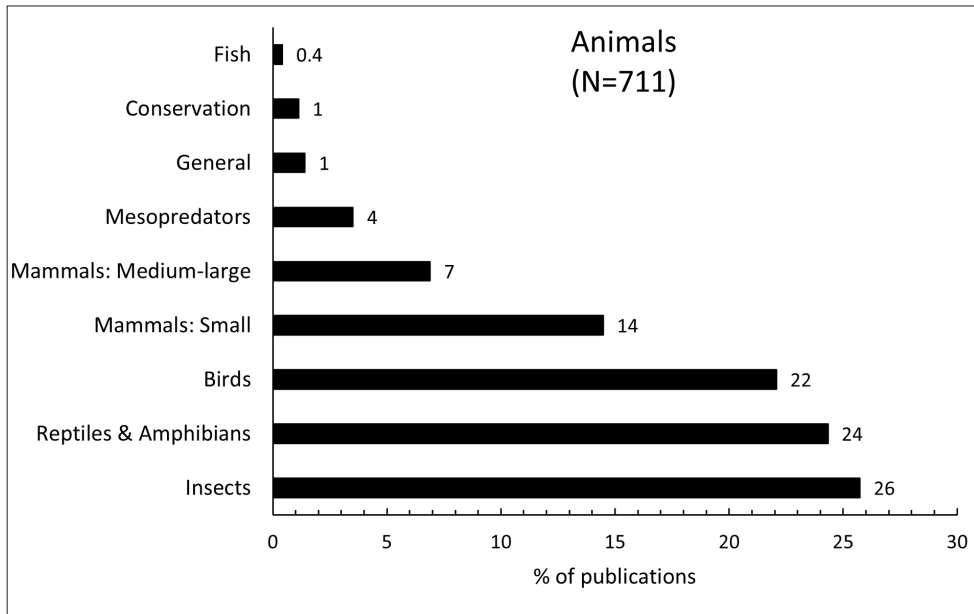 Animals
(N=711)
Fish 0.4
Conservation 1
General 1
Mesopredators 4
Mammals: Medium-large 7
Mammals: Small 14
Birds 22
Reptiles & Amphibians 24
Insects 26
0 5 10 15 20 25 30
% of publications